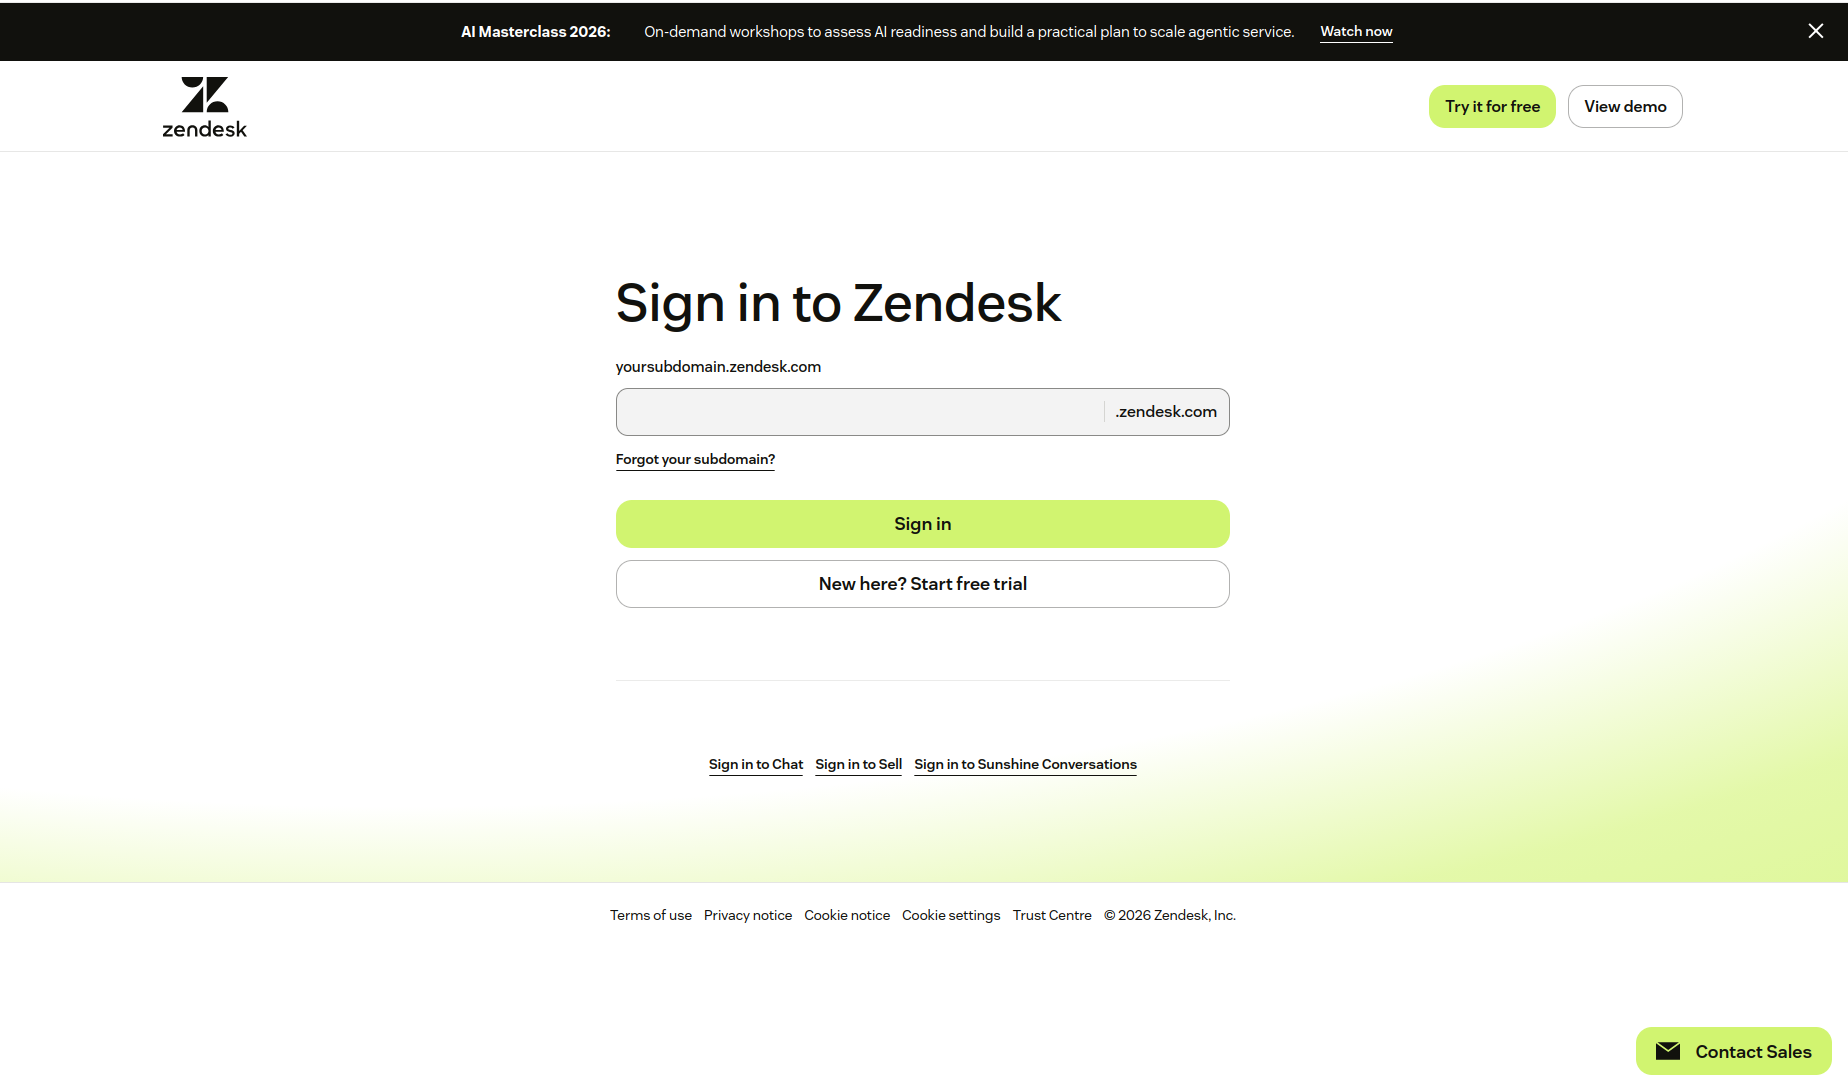 AI Masterclass 2026: On-demand workshops to assess AI readiness and build a practical plan to scale agentic service. Watch now
zendesk
Try it for free View demo
Sign in to Zendesk
yoursubdomain.zendesk.com
.zendesk.com
Forgot your subdomain?
Sign in
New here? Start free trial
Sign in to Chat Sign in to Sell Sign in to Sunshine Conversations
Terms of use Privacy notice Cookie notice Cookie settings Trust Centre © 2026 Zendesk, Inc.
Contact Sales